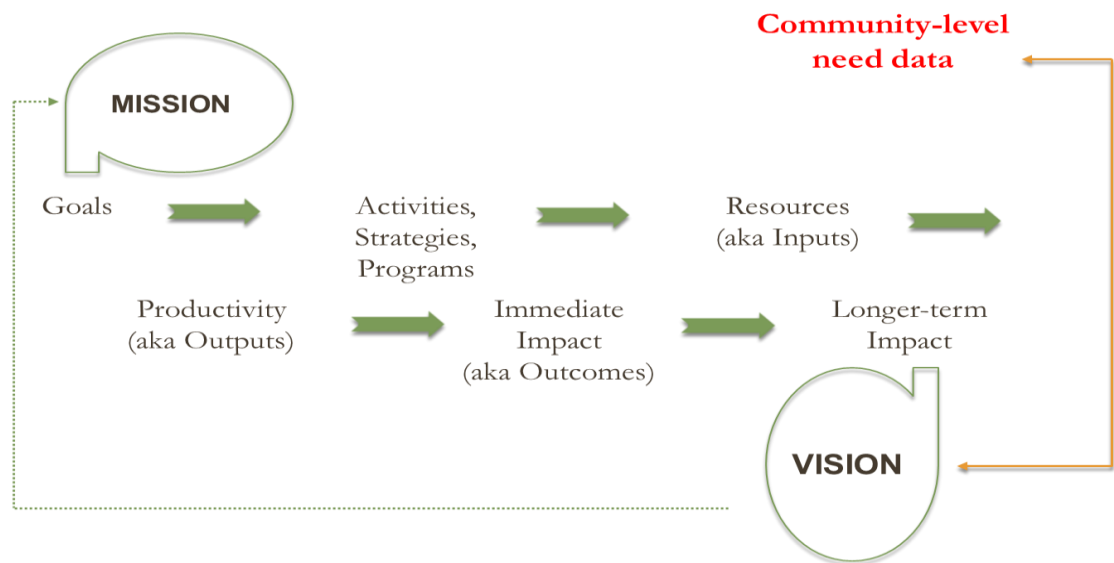 Community-level
need data
MISSION
Goals
Activities,
Strategies,
Programs
Resources
(aka Inputs)
Productivity
(aka Outputs)
Immediate
Impact
(aka Outcomes)
Longer-term
Impact
VISION